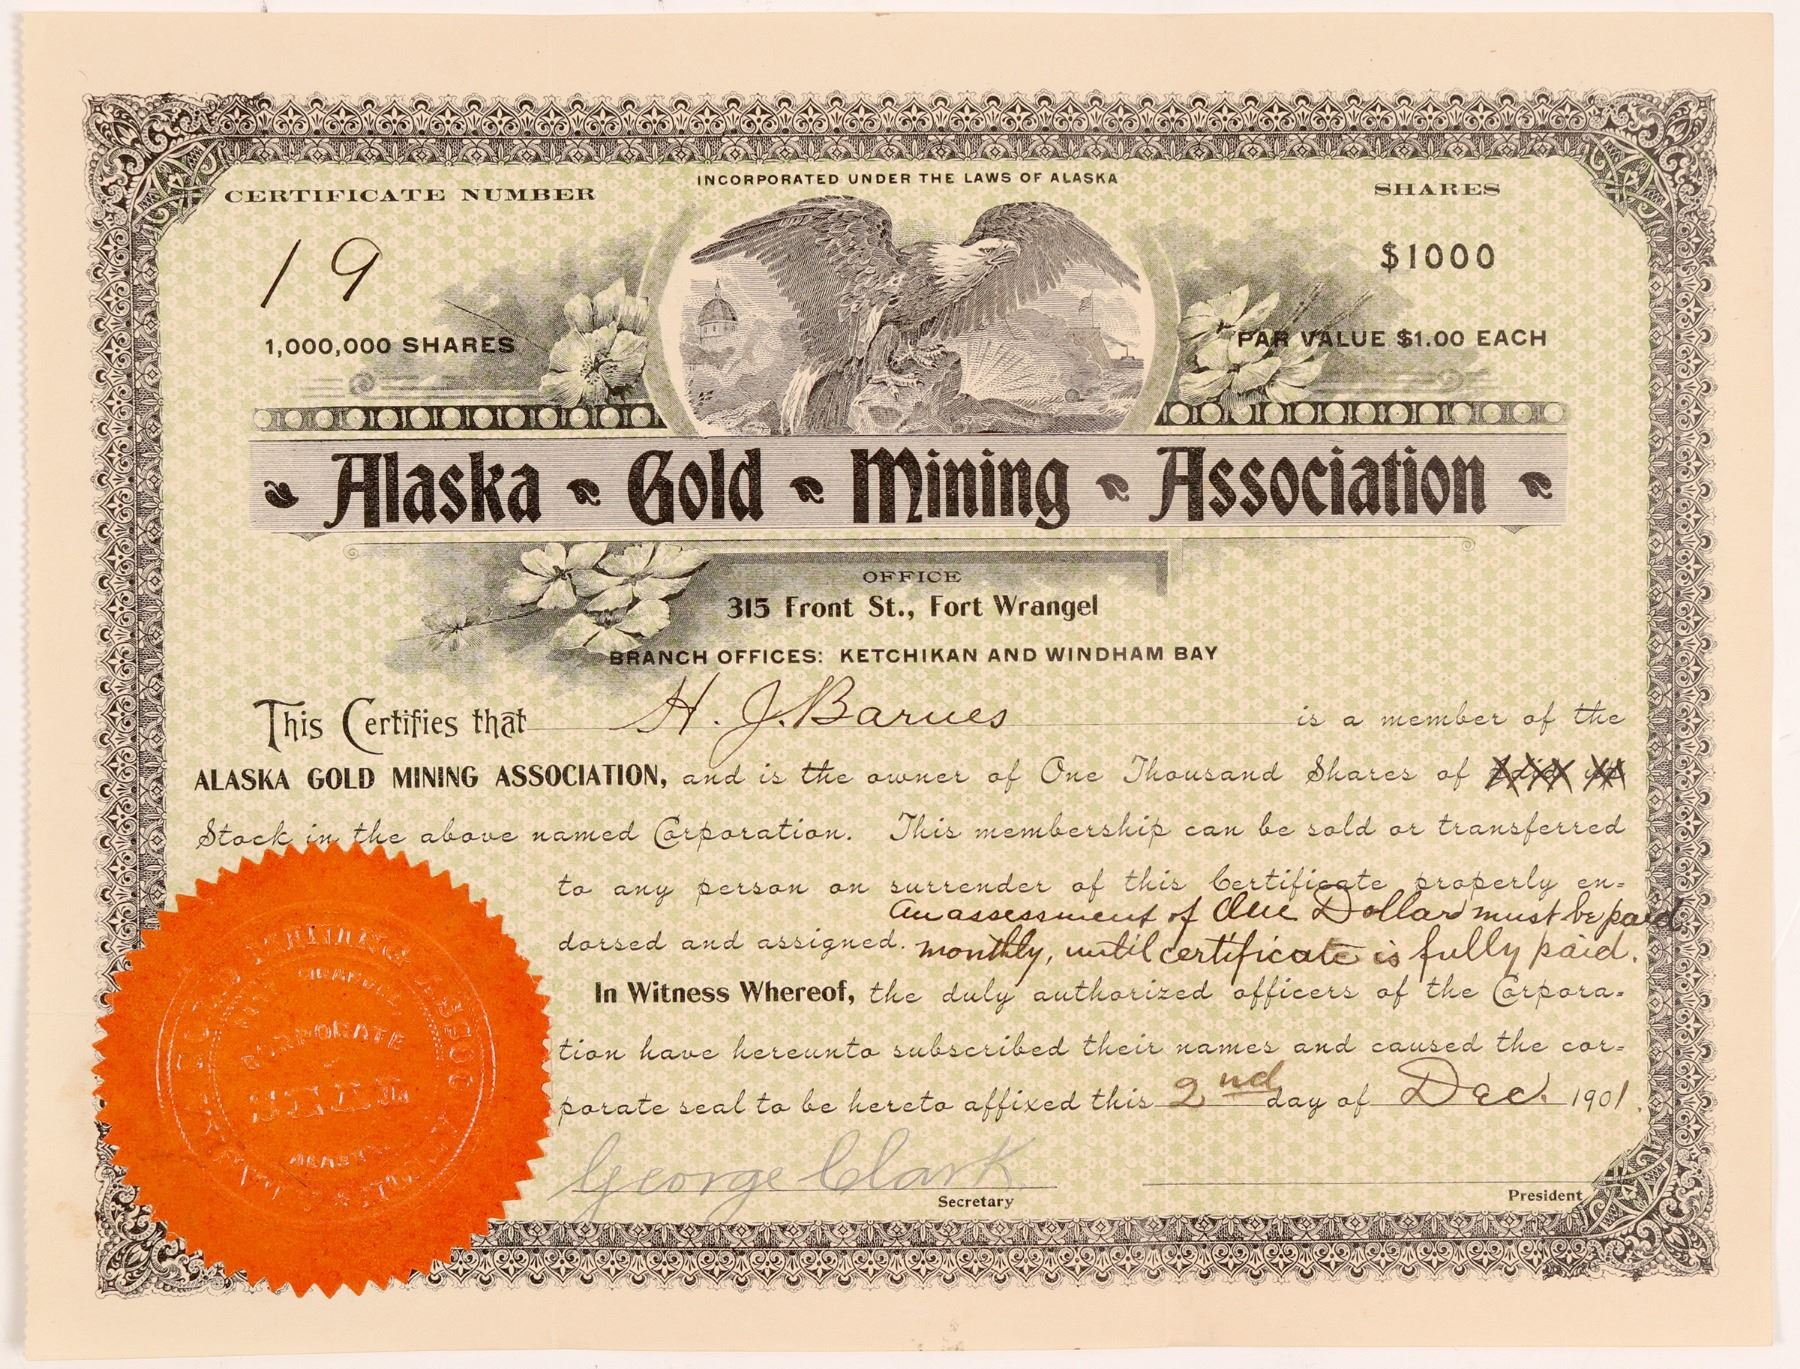 INCORPORATED UNDER THE LAWS OF ALASKA
CERTIFICATE NUMBER
SHARES
19
$1000
1,000,000 SHARES
PAR VALUE $1.00 EACH
Alaska Gold Mining Association
OFFICE
315 Front St., Fort Wrangel
BRANCH OFFICES: KETCHIKAN AND WINDHAM BAY
This Certifies that H. J. Barnes is a member of the
ALASKA GOLD MINING ASSOCIATION, and is the owner of One Thousand Shares of
Stock in the above named Corporation. This membership can be sold or transferred
to any person on surrender of this Certificate properly en=
An assessment of One Dollar must be paid
dorsed and assigned. monthly, until certificate is fully paid.
In Witness Whereof, the duly authorized officers of the Corpora=
tion have hereunto subscribed their names and caused the cor=
porate seal to be hereto affixed this 2nd day of Dec. 1901.
George Clark.
Secretary
President
CORPORATE
SEAL
ALASKA